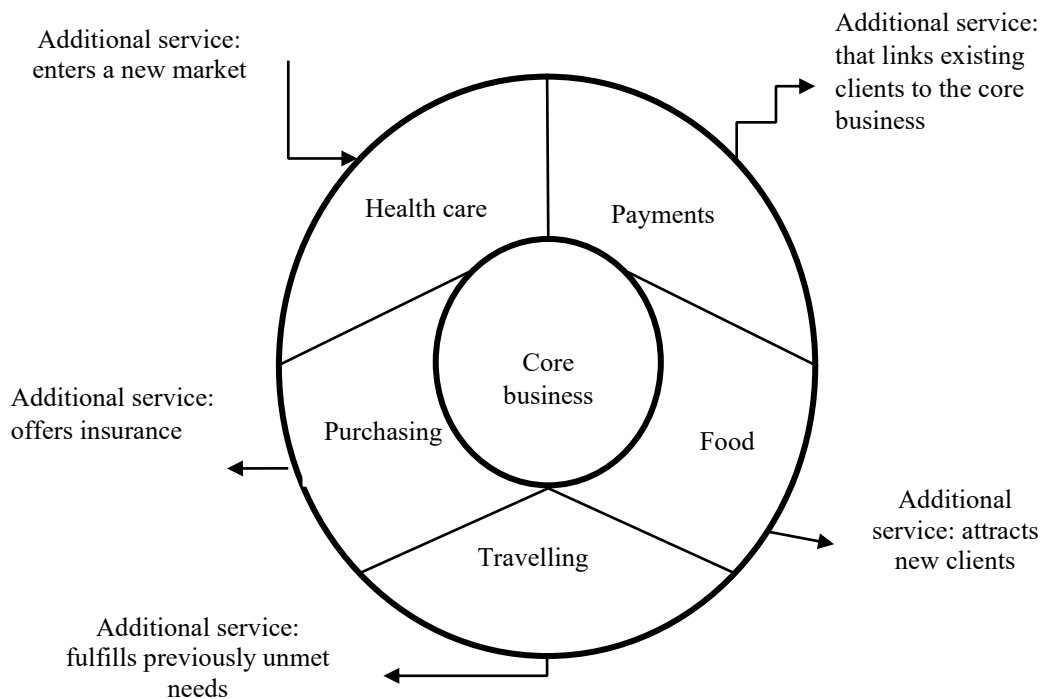 Additional service:
enters a new market
Additional service:
that links existing
clients to the core
business
Health care
Payments
Core
business
Additional service:
offers insurance
Purchasing
Food
Additional
service: attracts
new clients
Travelling
Additional service:
fulfills previously unmet
needs